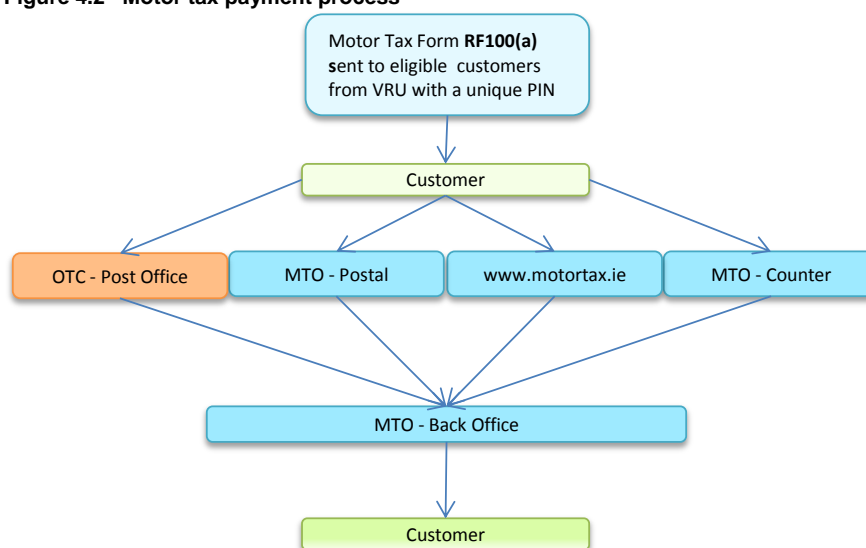 Figure 4.2 Motor tax payment process
Motor Tax Form RF100(a)
sent to eligible customers
from VRU with a unique PIN
Customer
OTC - Post Office
MTO - Postal
www.motortax.ie
MTO - Counter
MTO - Back Office
Customer